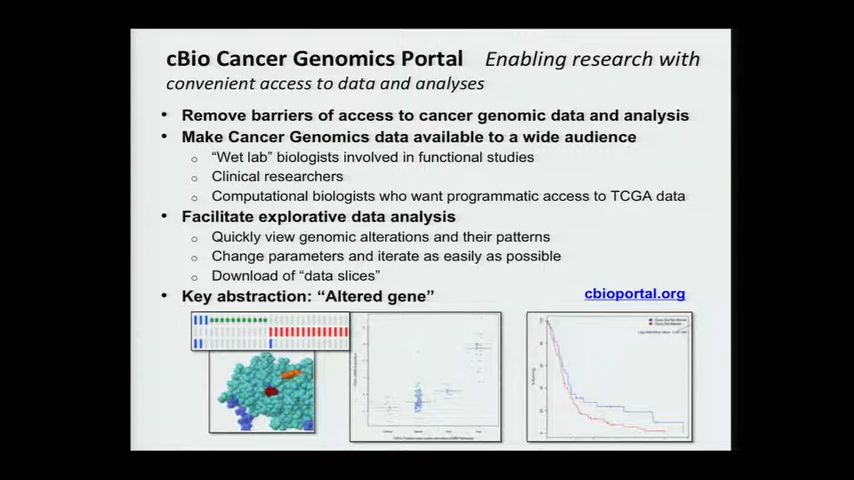 cBio Cancer Genomics Portal Enabling research with
convenient access to data and analyses
• Remove barriers of access to cancer genomic data and analysis
• Make Cancer Genomics data available to a wide audience
o "Wet lab" biologists involved in functional studies
o Clinical researchers
o Computational biologists who want programmatic access to TCGA data
• Facilitate explorative data analysis
o Quickly view genomic alterations and their patterns
o Change parameters and iterate as easily as possible
o Download of "data slices"
• Key abstraction: "Altered gene"
cbioportal.org